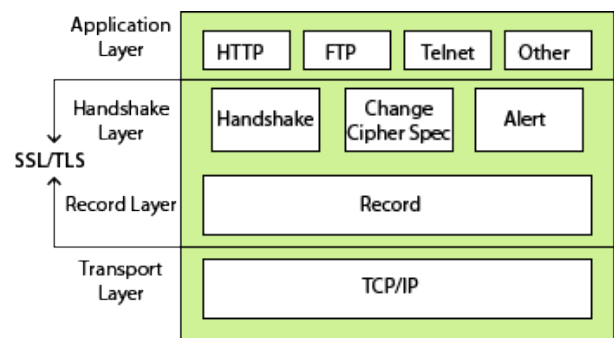 Application
Layer
HTTP
FTP
Telnet
Other
Handshake
Layer
Handshake
Change
Cipher Spec
Alert
SSL/TLS
Record Layer
Record
Transport
Layer
TCP/IP